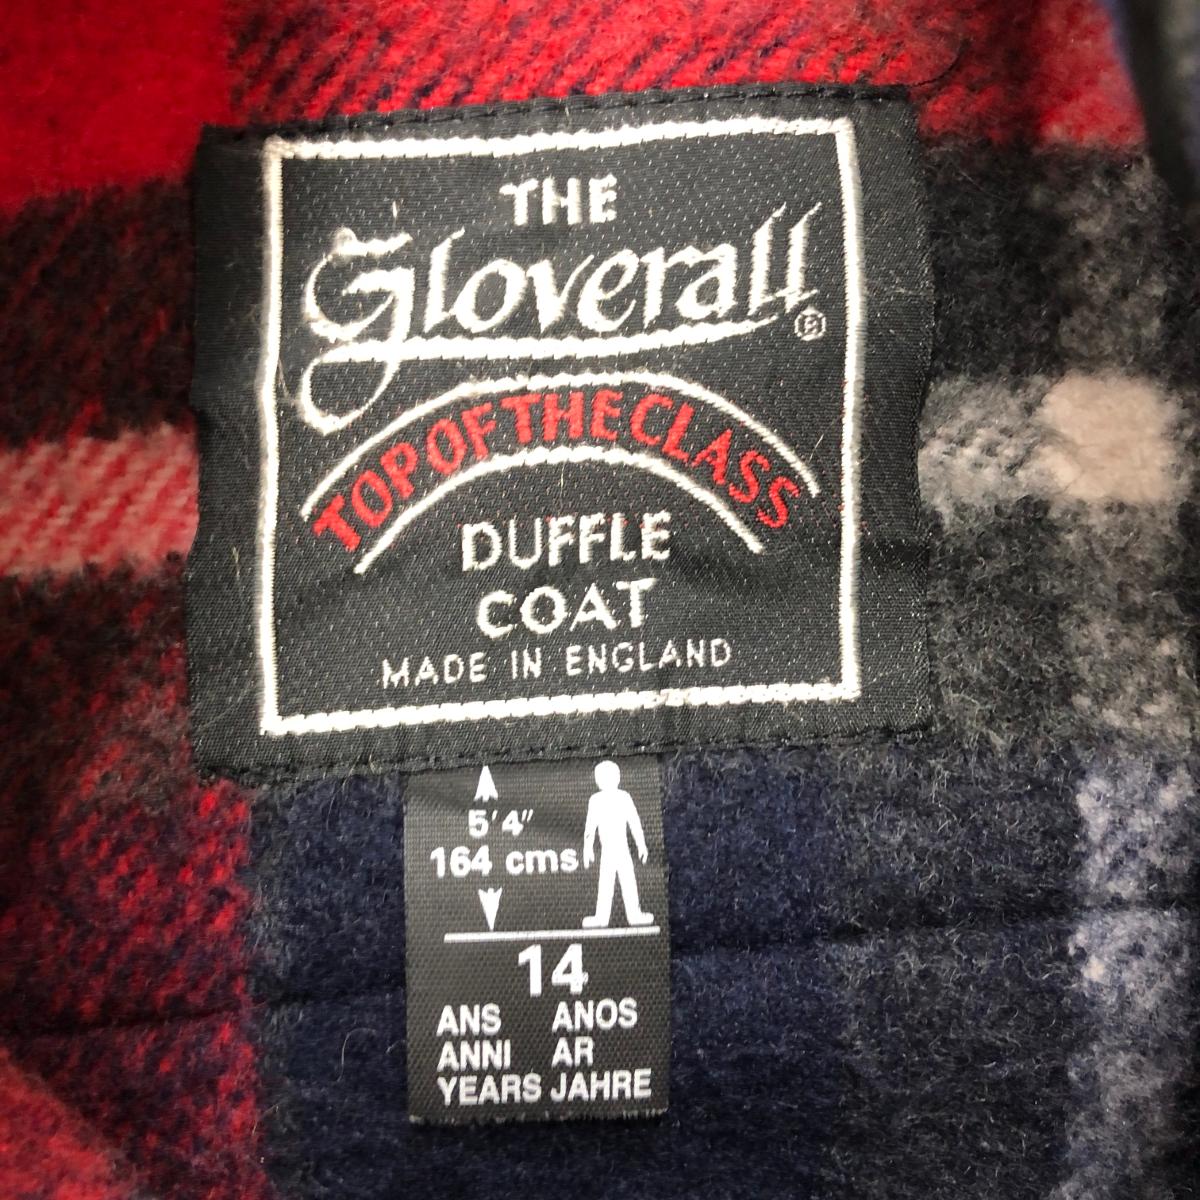 THE
Gloverall®
TOP OF THE CLASS
DUFFLE
COAT
MADE IN ENGLAND
5'4"
164 cms
14
ANS ANOS
ANNI AR
YEARS JAHRE